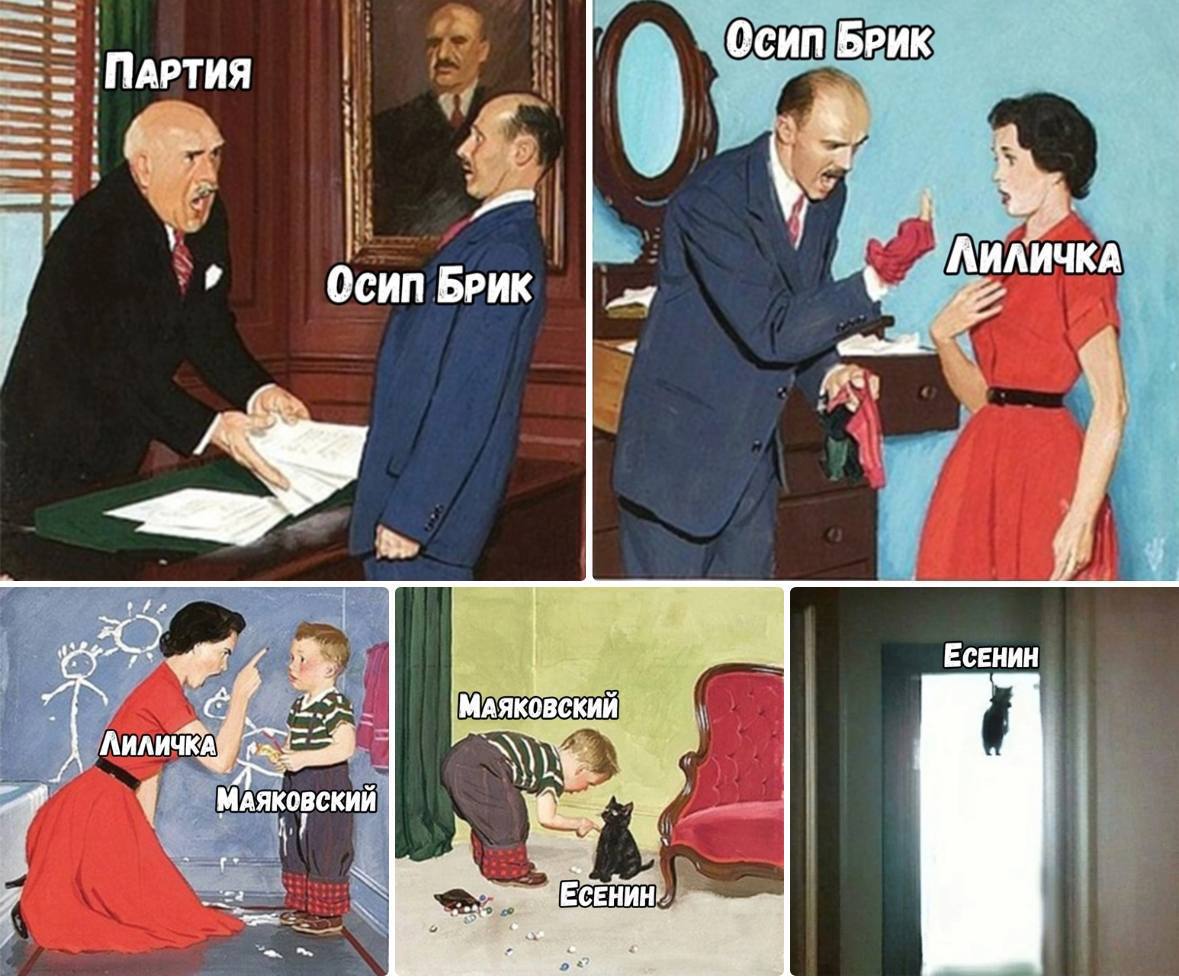 Партия
Осип Брик
Осип Брик
Лиличка
Лиличка
Маяковский
Маяковский
Есенин
Есенин